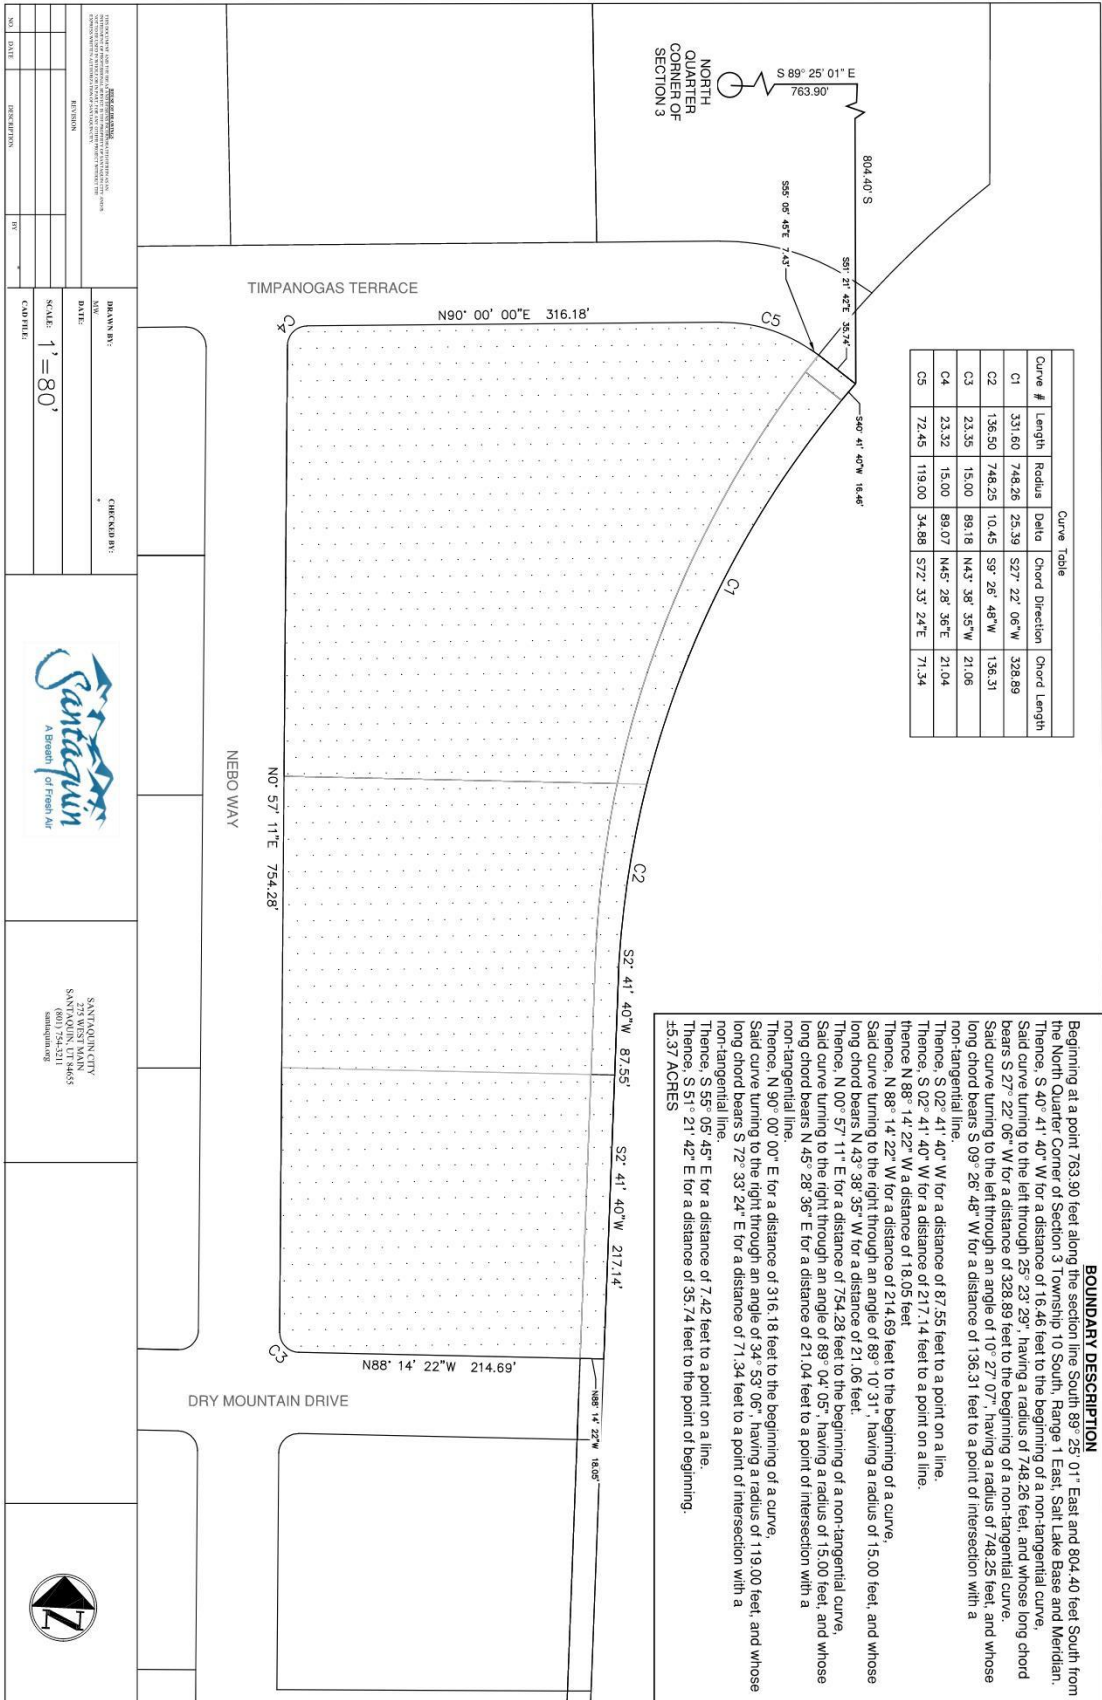 BOUNDARY DESCRIPTION
Beginning at a point 763.90 feet along the section line South 89° 25' 01" East and 804.40 feet South from
the North Quarter Corner of Section 3 Township 10 South, Range 1 East, Salt Lake Base and Meridian.
Thence, S 40° 41' 40" W for a distance of 16.46 feet to the beginning of a non-tangential curve,
Said curve turning to the left through 25° 23' 29", having a radius of 748.26 feet, and whose long chord
bears S 27° 22' 06" W for a distance of 328.89 feet to the beginning of a non-tangential curve.
Said curve turning to the left through an angle of 10° 27' 07", having a radius of 748.25 feet, and whose
long chord bears S 09° 26' 48" W for a distance of 136.31 feet to a point of intersection with a
non-tangential line.
Thence, S 02° 41' 40" W for a distance of 87.55 feet to a point on a line.
Thence, S 02° 41' 40" W for a distance of 217.14 feet to a point on a line.
thence N 88° 14' 22" W a distance of 18.05 feet
Thence, N 88° 14' 22" W for a distance of 214.69 feet to the beginning of a curve,
Said curve turning to the right through an angle of 89° 10' 31", having a radius of 15.00 feet, and whose
long chord bears N 43° 38' 35" W for a distance of 21.06 feet.
Thence, N 00° 57' 11" E for a distance of 754.28 feet to the beginning of a non-tangential curve,
Said curve turning to the right through an angle of 89° 04' 05", having a radius of 15.00 feet, and whose
long chord bears N 45° 28' 36" E for a distance of 21.04 feet to a point of intersection with a
non-tangential line.
Thence, N 90° 00' 00" E for a distance of 316.18 feet to the beginning of a curve,
Said curve turning to the right through an angle of 34° 53' 06", having a radius of 119.00 feet, and whose
long chord bears S 72° 33' 24" E for a distance of 71.34 feet to a point of intersection with a
non-tangential line.
Thence, S 55° 05' 45" E for a distance of 7.42 feet to a point on a line.
Thence, S 51° 21' 42" E for a distance of 35.74 feet to the point of beginning.
±5.37 ACRES
Curve Table
Curve # Length Radius Delta Chord Direction Chord Length
C1 331.60 748.26 25.39 S27° 22' 06"W 328.89
C2 136.50 748.25 10.45 S9° 26' 48"W 136.31
C3 23.35 15.00 89.18 N43° 38' 35"W 21.06
C4 23.32 15.00 89.07 N45° 28' 36"E 21.04
C5 72.45 119.00 34.88 S72° 33' 24"E 71.34
S 89° 25' 01" E
763.90'
NORTH
QUARTER
CORNER OF
SECTION 3
804.40' S
S55° 05' 45"E 7.43'
S51° 21' 42"E 35.74'
S40° 41' 40"W 16.46'
TIMPANOGAS TERRACE
N90° 00' 00"E 316.18'
C5
C4
C1
C2
S2° 41' 40"W 87.55'
S2° 41' 40"W 217.14'
N0° 57' 11"E 754.28'
NEBO WAY
C3
N88° 14' 22"W 214.69'
N88° 14' 22"W 18.05'
DRY MOUNTAIN DRIVE
REVISION
NO. DATE DESCRIPTION BY
DRAWN BY:
MW
CHECKED BY:
*
DATE:
SCALE: 1"=80'
CAD FILE:
Santaquin
A Breath of Fresh Air
SANTAQUIN CITY
275 WEST MAIN
SANTAQUIN, UT 84655
(801) 754-3211
santaquin.org
N